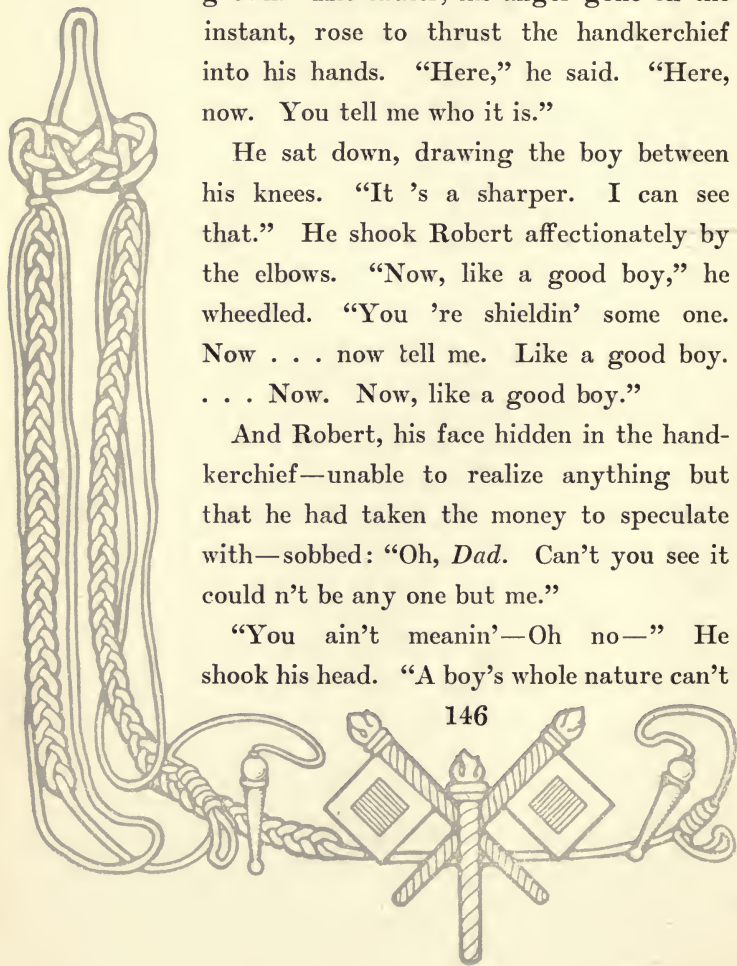 instant, rose to thrust the handkerchief
into his hands. “Here,” he said. “Here,
now. You tell me who it is.”
He sat down, drawing the boy between
his knees. “It 's a sharper. I can see
that.” He shook Robert affectionately by
the elbows. “Now, like a good boy,” he
wheedled. “You 're shieldin' some one.
Now . . . now tell me. Like a good boy.
. . . Now. Now, like a good boy.”
And Robert, his face hidden in the hand-
kerchief—unable to realize anything but
that he had taken the money to speculate
with—sobbed: “Oh, Dad. Can't you see it
could n't be any one but me.”
“You ain't meanin'—Oh no—” He
shook his head. “A boy's whole nature can't
146